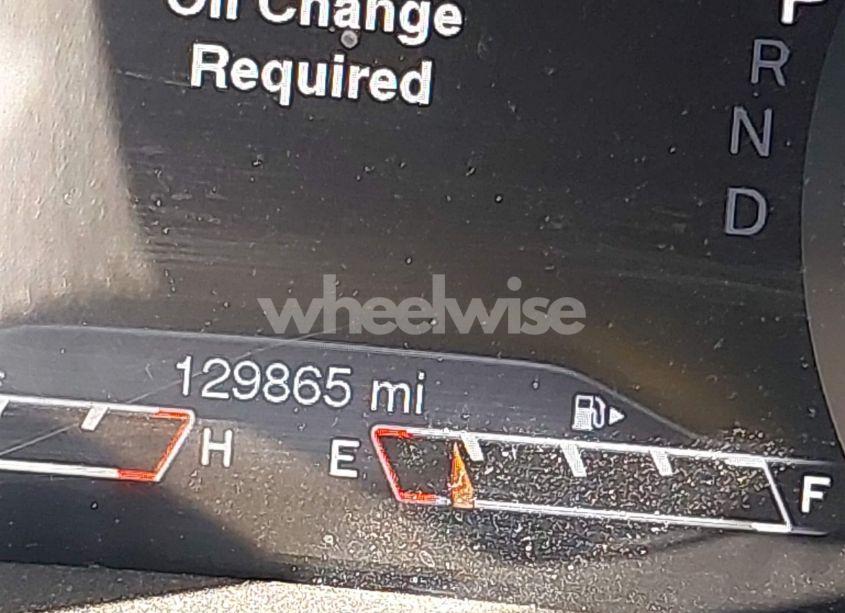 Oil Change
Required
P
R
N
D
wheelwise
129865 mi
H
E
F